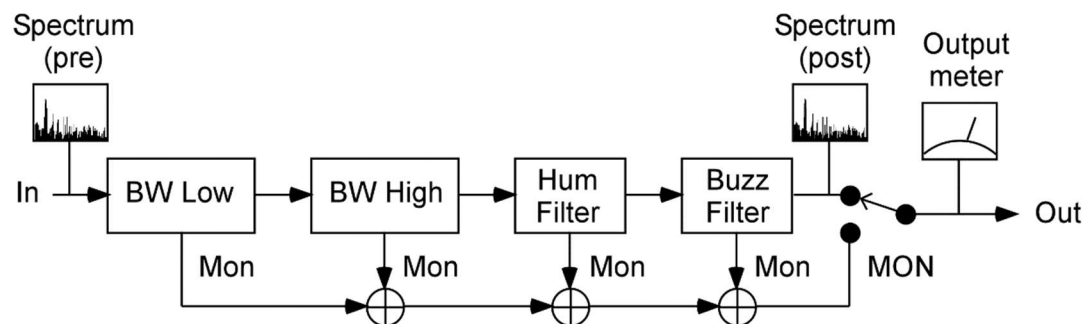 Spectrum
(pre)
Spectrum
(post)
Output
meter
In
BW Low
BW High
Hum
Filter
Buzz
Filter
Out
Mon
Mon
Mon
Mon
MON